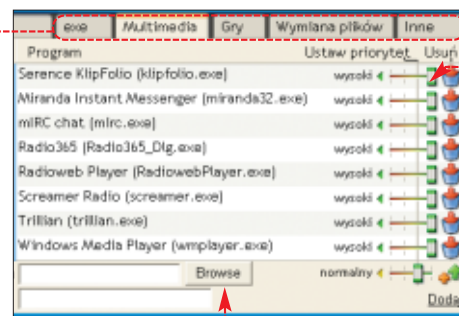 exe Multimedia Gry Wymiana plików Inne
Program Ustaw priorytet Usuń
Serence KlipFolio (klipfolio.exe) wysoki
Miranda Instant Messenger (miranda32.exe) wysoki
mIRC chat (mirc.exe) wysoki
Radio365 (Radio365_Dlg.exe) wysoki
Radioweb Player (RadiowebPlayer.exe) wysoki
Screamer Radio (screamer.exe) wysoki
Trillian (trillian.exe) wysoki
Windows Media Player (wmplayer.exe) wysoki
Browse normalny
Dodaj